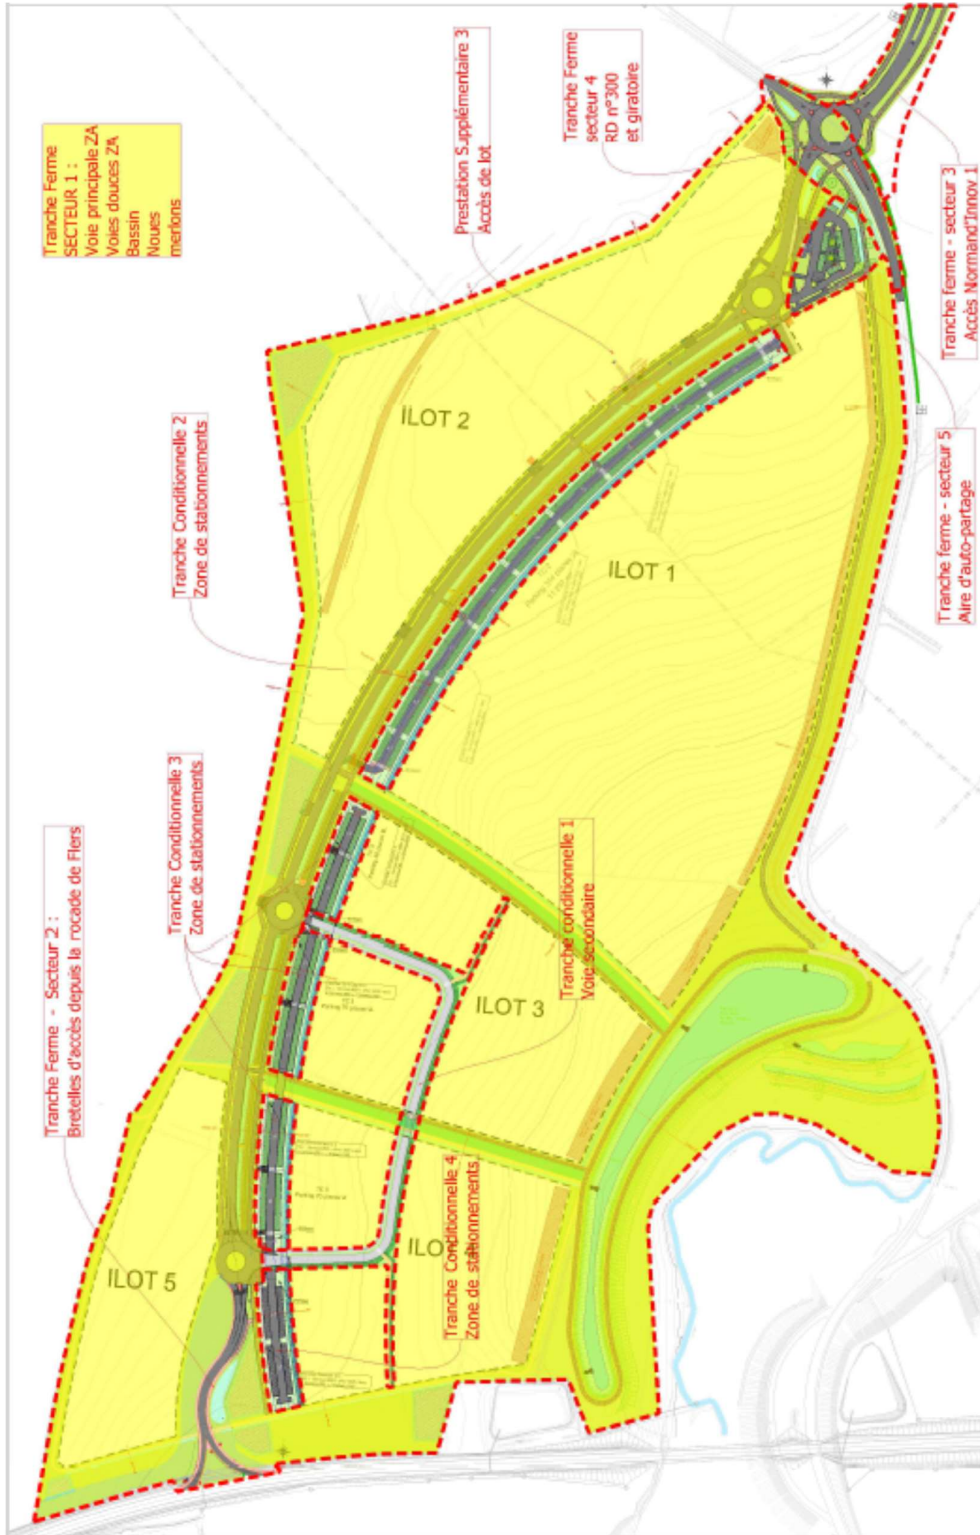 Tranche Ferme
SECTEUR 1 :
Voie principale ZA
Voies douces ZA
Bassin
Noues
merlons
Prestation Supplémentaire 3
Accès de lot
Tranche Ferme
secteur 4
RD n°300
et giratoire
Tranche ferme - secteur 3
Accès Normand'Innov 1
Tranche ferme - secteur 5
Aire d'auto-partage
Tranche Conditionnelle 2
Zone de stationnements
ILOT 2
ILOT 1
Tranche Conditionnelle 3
Zone de stationnements
Tranche conditionnelle 1
Voie secondaire
ILOT 3
Tranche Ferme - Secteur 2 :
Bretelles d'accès depuis la rocade de Flers
Tranche Conditionnelle 4
Zone de stationnements
ILOT 5